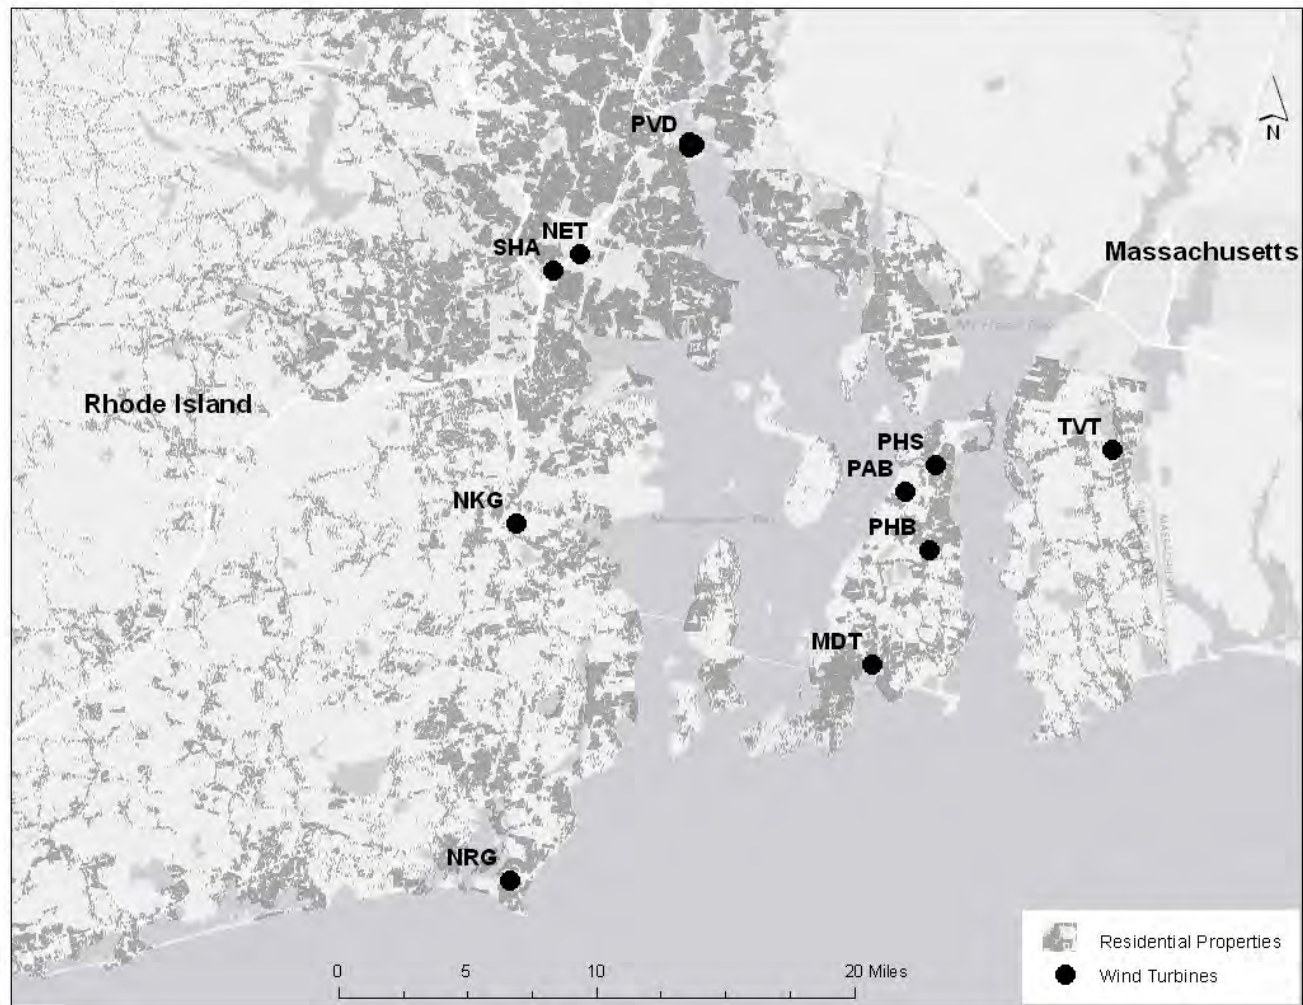 PVD
N
NET
SHA
Massachusetts
Rhode Island
TVT
PHS
PAB
NKG
PHB
MDT
NRG
0 5 10 20 Miles
Residential Properties
Wind Turbines